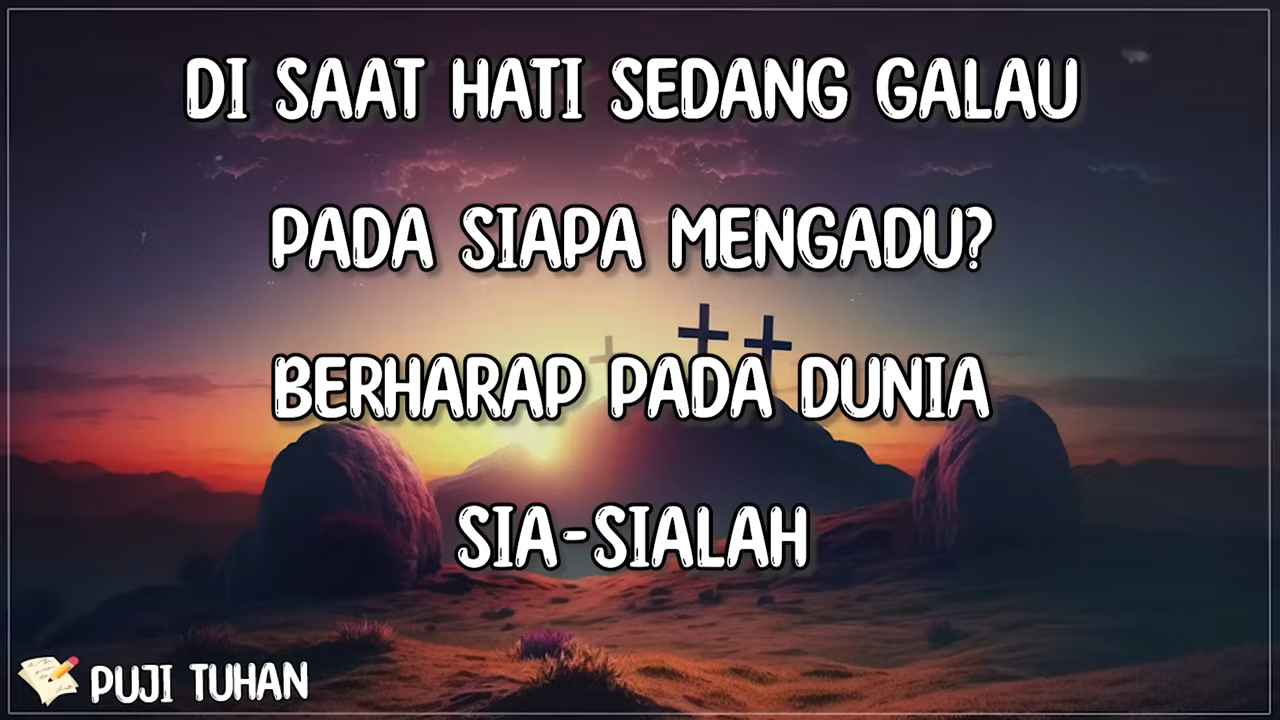 DI SAAT HATI SEDANG GALAU
PADA SIAPA MENGADU?
BERHARAP PADA DUNIA
SIA-SIALAH
PUJI TUHAN